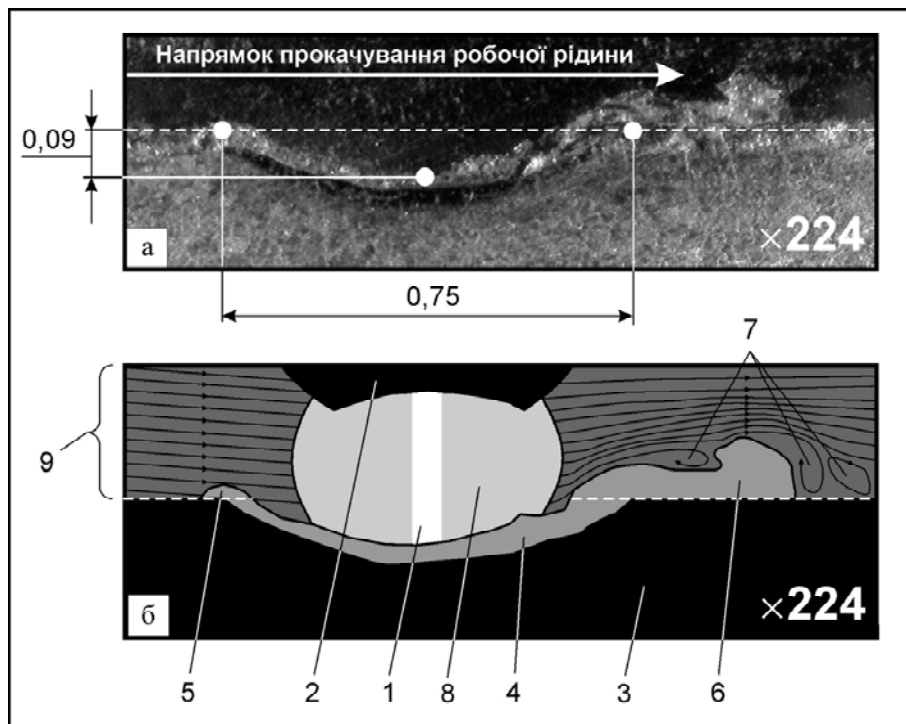 Напрямок прокачування робочої рідини
0,09
а
×224
0,75
7
9
б
×224
5 2 1 8 4 3 6